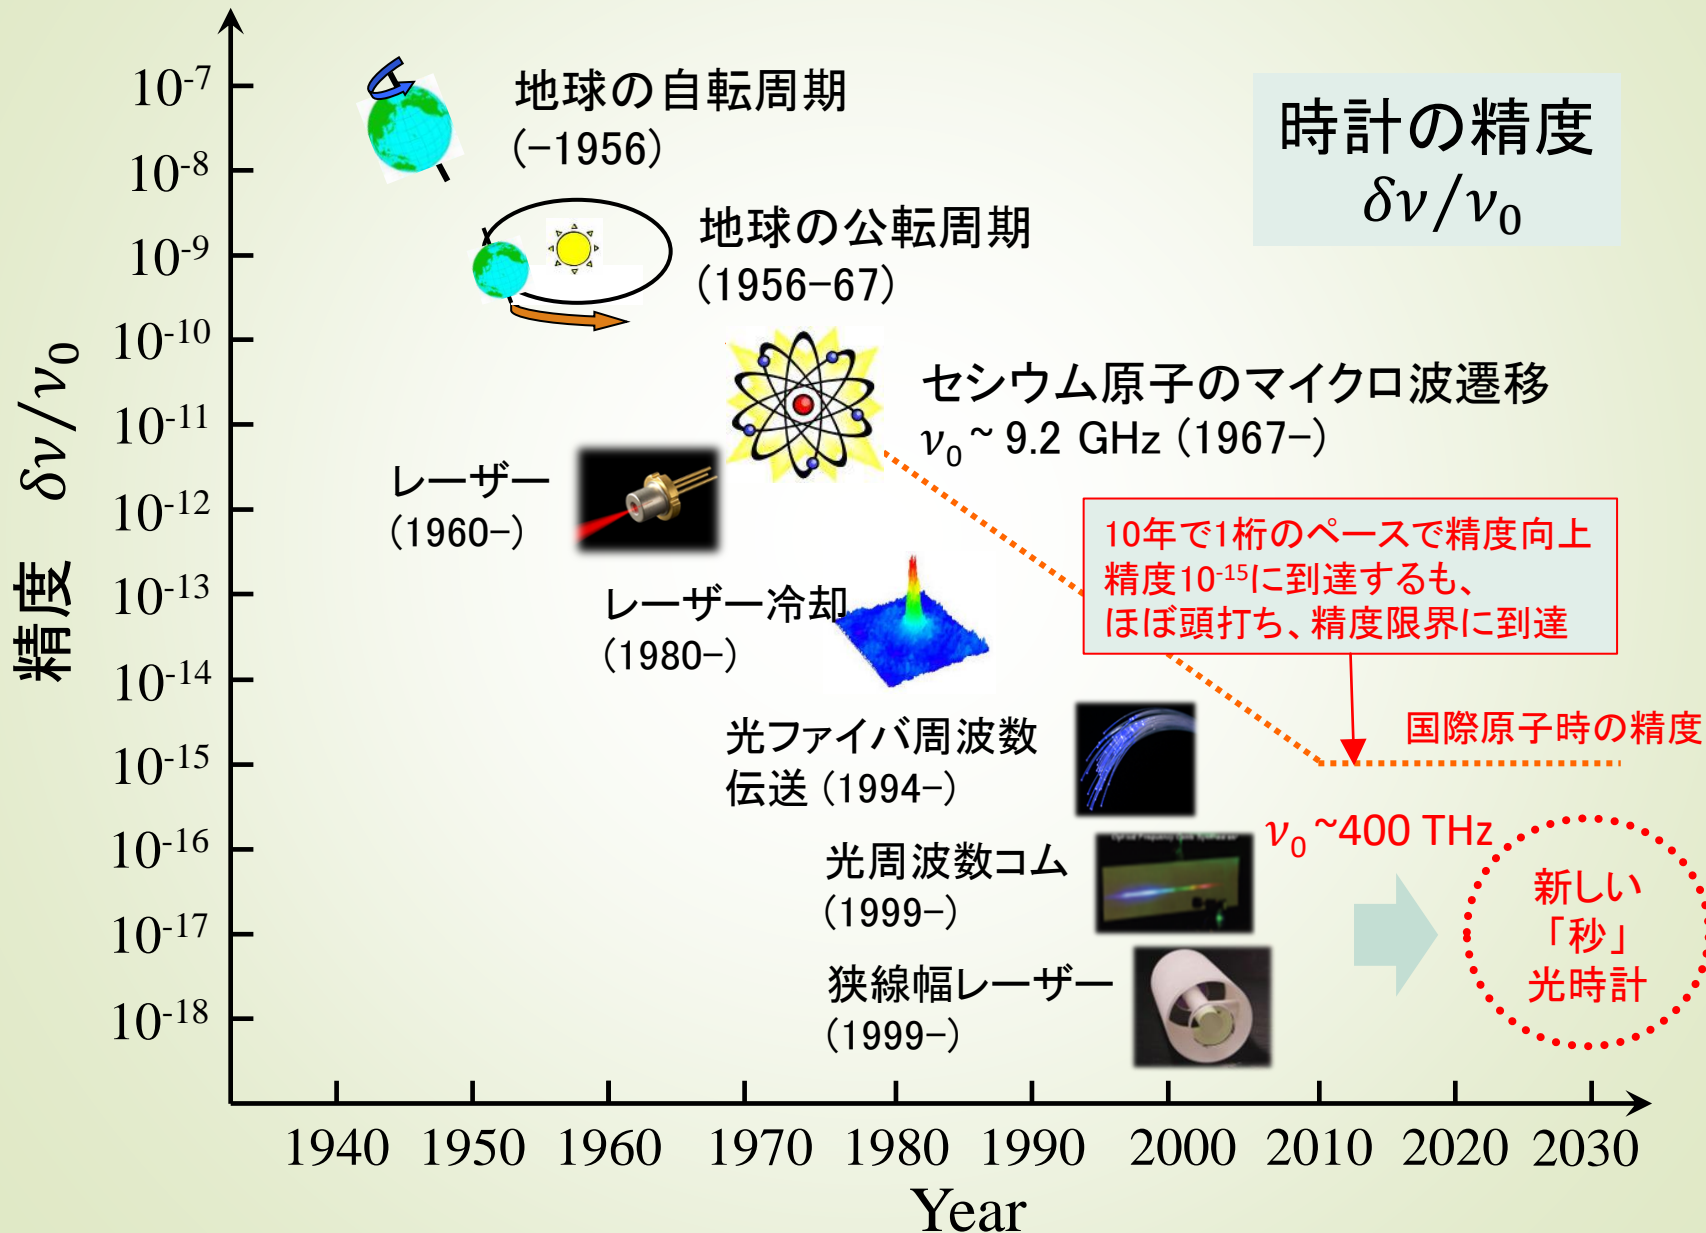 時計の精度
δν/ν₀
10⁻⁷
10⁻⁸
10⁻⁹
10⁻¹⁰
10⁻¹¹
10⁻¹²
10⁻¹³
10⁻¹⁴
10⁻¹⁵
10⁻¹⁶
10⁻¹⁷
10⁻¹⁸
精度 δν/ν₀
地球の自転周期
(-1956)
地球の公転周期
(1956-67)
セシウム原子のマイクロ波遷移
ν₀ ~ 9.2 GHz (1967-)
レーザー
(1960-)
10年で1桁のペースで精度向上
精度10⁻¹⁵に到達するも、
ほぼ頭打ち、精度限界に到達
レーザー冷却
(1980-)
国際原子時の精度
光ファイバ周波数
伝送 (1994-)
ν₀ ~400 THz
光周波数コム
(1999-)
新しい
「秒」
光時計
狭線幅レーザー
(1999-)
1940 1950 1960 1970 1980 1990 2000 2010 2020 2030
Year